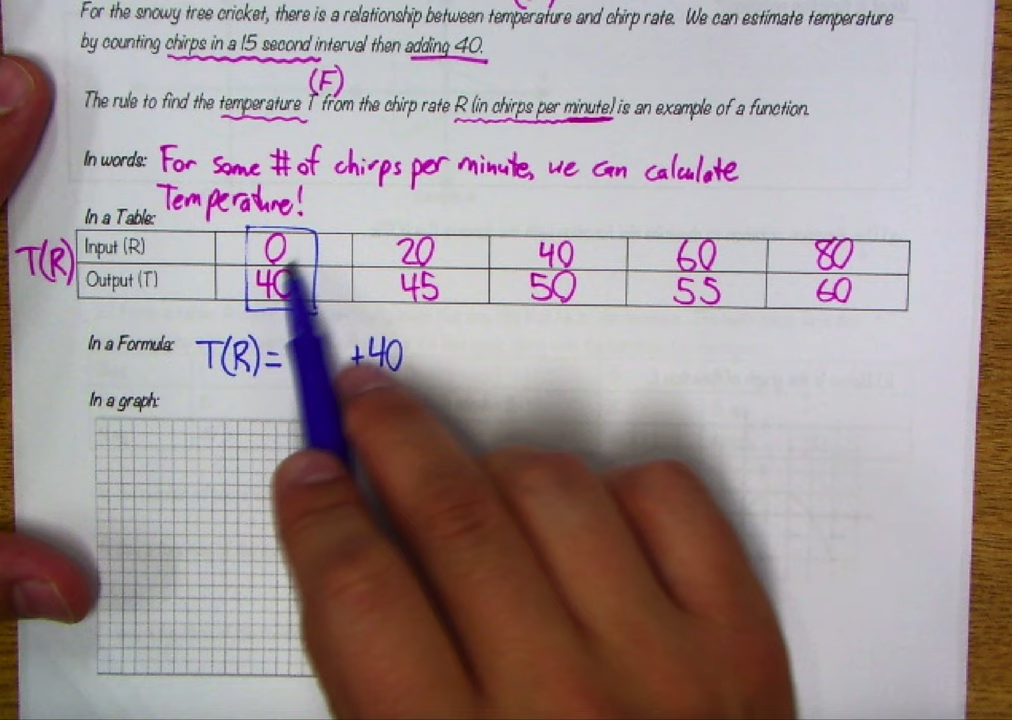 For the snowy tree cricket, there is a relationship between temperature and chirp rate. We can estimate temperature
by counting chirps in a 15 second interval then adding 40.
(F)
The rule to find the temperature T from the chirp rate R (in chirps per minute) is an example of a function.
In words: For some # of chirps per minute, we can calculate
Temperature!
In a Table:
T(R)
Input (R) 0 20 40 60 80
Output (T) 40 45 50 55 60
In a Formula: T(R)= +40
In a graph: